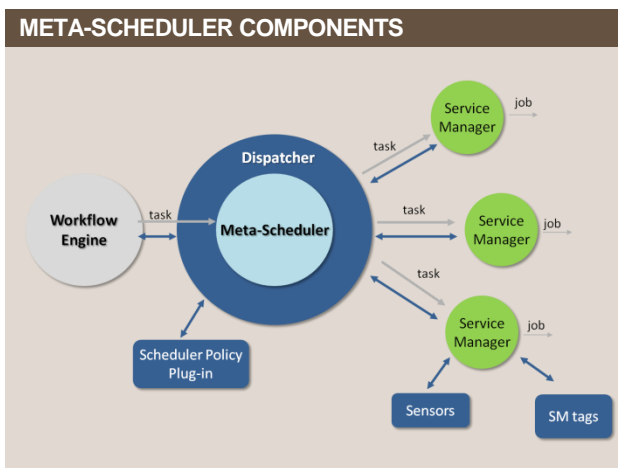 META-SCHEDULER COMPONENTS
Service
Manager
job
task
Dispatcher
Workflow
Engine
task
Meta-Scheduler
task
Service
Manager
job
task
Service
Manager
job
Scheduler Policy
Plug-in
Sensors
SM tags